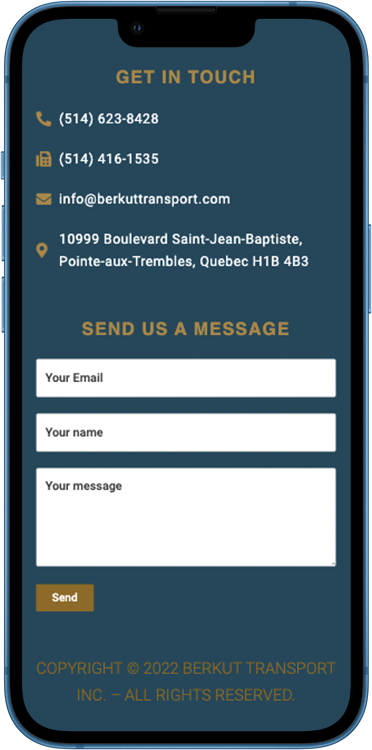 GET IN TOUCH
(514) 623-8428
(514) 416-1535
info@berkuttransport.com
10999 Boulevard Saint-Jean-Baptiste,
Pointe-aux-Trembles, Quebec H1B 4B3
SEND US A MESSAGE
Your Email
Your name
Your message
Send
COPYRIGHT © 2022 BERKUT TRANSPORT
INC. – ALL RIGHTS RESERVED.